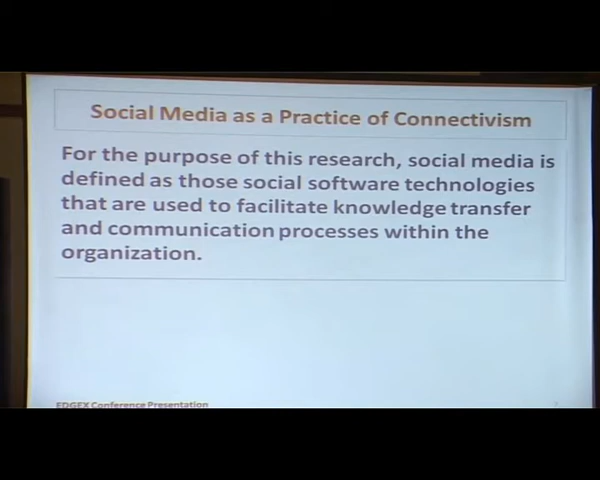 Social Media as a Practice of Connectivism
For the purpose of this research, social media is
defined as those social software technologies
that are used to facilitate knowledge transfer
and communication processes within the
organization.
EDGEX Conference Presentation